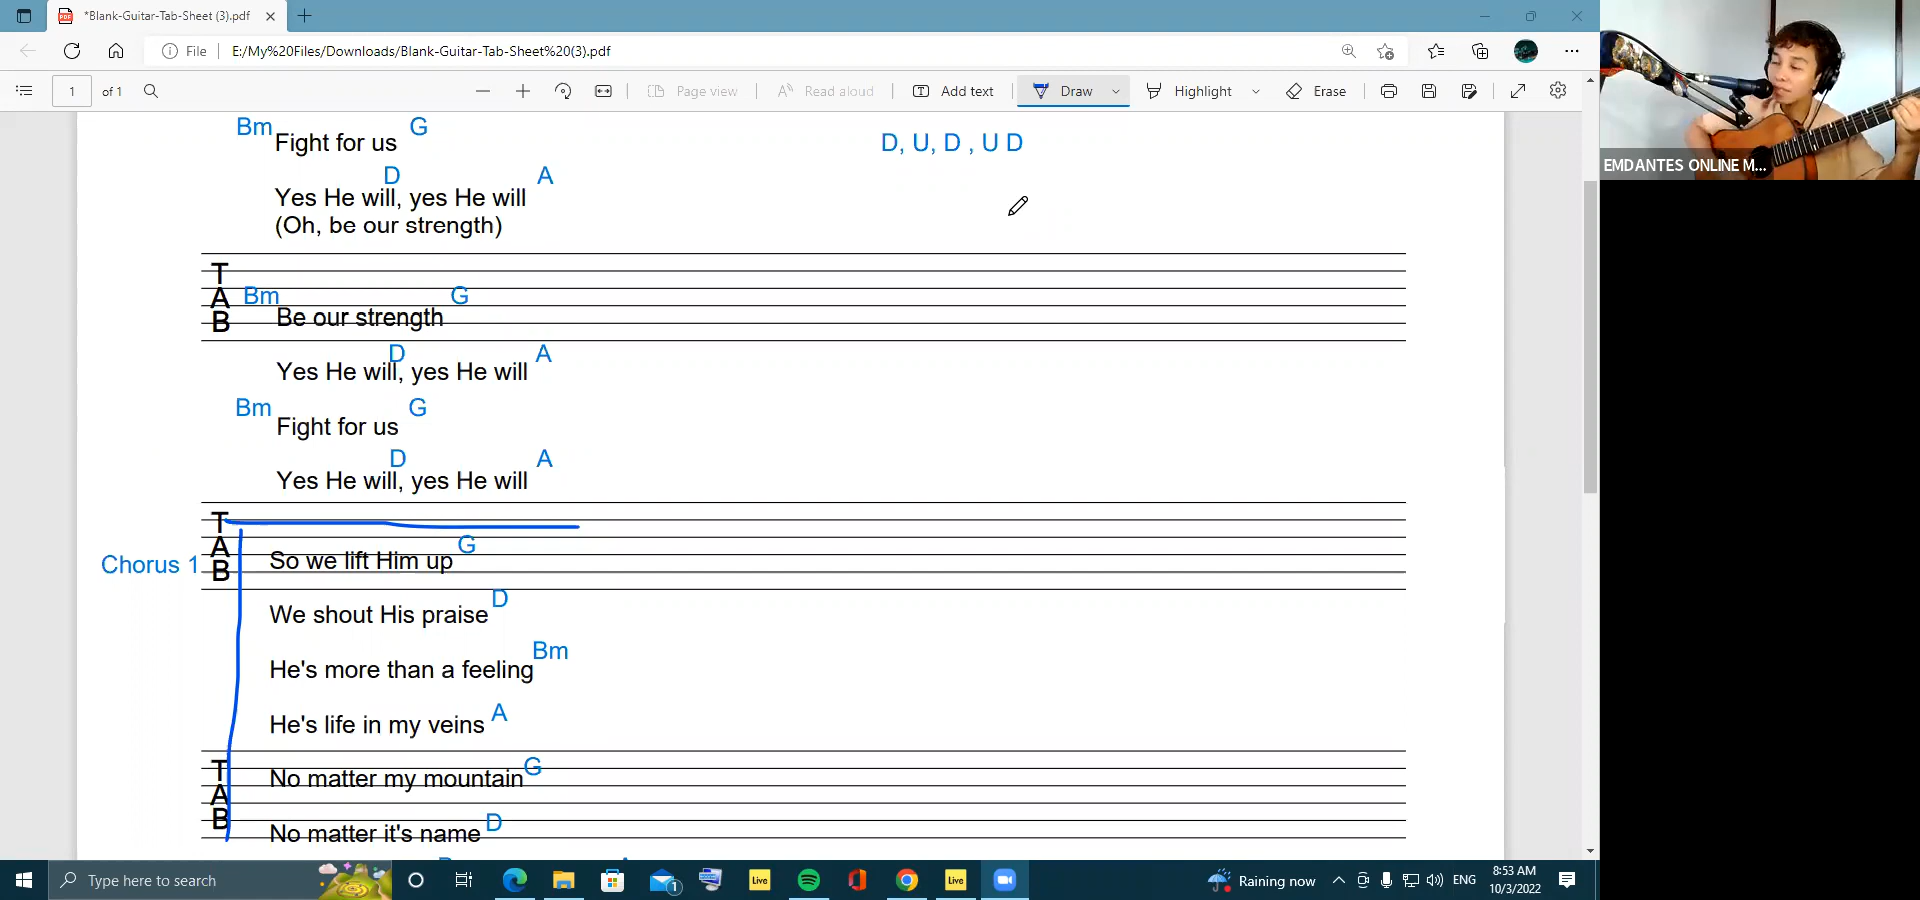 *Blank-Guitar-Tab-Sheet (3).pdf
File E:/My%20Files/Downloads/Blank-Guitar-Tab-Sheet%20(3).pdf
1 of 1 Page view Read aloud Add text Draw Highlight Erase
EMDANTES ONLINE M...
Bm G
Fight for us
D, U, D , U D
D A
Yes He will, yes He will
(Oh, be our strength)
T
A
B
Bm G
Be our strength
D A
Yes He will, yes He will
Bm G
Fight for us
D A
Yes He will, yes He will
T
A
B
Chorus 1
G
So we lift Him up
D
We shout His praise
Bm
He's more than a feeling
A
He's life in my veins
T
A
B
G
No matter my mountain
D
No matter it's name
Type here to search
1
Live
Live
Raining now
ENG
8:53 AM
10/3/2022